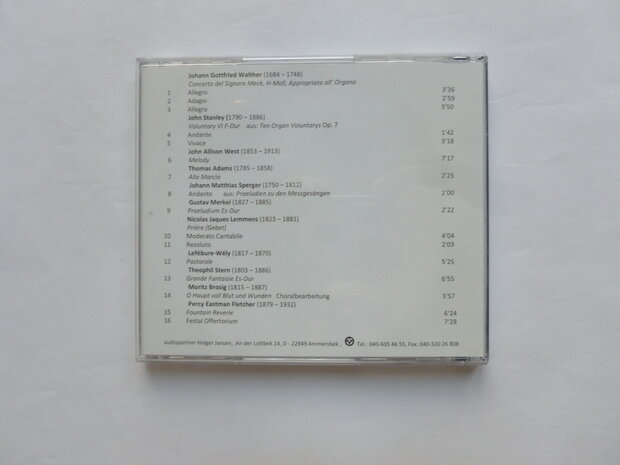 Johann Gottfried Walther (1684 – 1748)
Concerto del Signore Meck, H-Moll, Appropriato all' Organo
1 Allegro 3'36
2 Adagio 2'59
3 Allegro 3'50
John Stanley (1790 – 1886)
Voluntary VI F-Dur aus: Ten Organ Voluntarys Op. 7
4 Andante 1'42
5 Vivace 3'18
John Allison West (1853 – 1913)
6 Melody 7'17
Thomas Adams (1785 – 1858)
7 Alla Marcia 2'25
Johann Matthias Sperger (1750 – 1812)
8 Andante aus: Praeludien zu den Messgesängen 2'00
Gustav Merkel (1827 – 1885)
9 Praeludium Es-Dur 2'22
Nicolas Jaques Lemmens (1823 – 1881)
Priére (Gebet)
10 Moderato Cantabile 4'04
11 Resoluto 2'03
Lefébure-Wély (1817 – 1870)
12 Pastorale 5'25
Theophil Stern (1803 – 1886)
13 Grande Fantaisie Es-Dur 6'55
Moritz Brosig (1815 – 1887)
14 O Haupt voll Blut und Wunden Choralbearbeitung 3'57
Percy Eastman Fletcher (1879 – 1932)
15 Fountain Reverie 6'24
16 Festal Offertorium 7'28
audiopartner Holger Jansen, An der Lottbek 14, D - 22949 Ammersbek, Tel : 040-605 46 55, Fax: 040-530 26 808